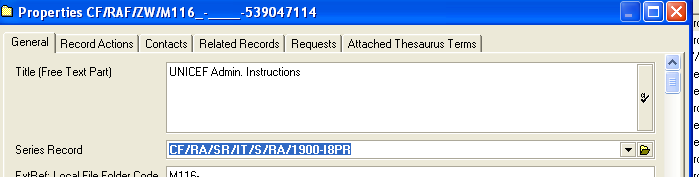 Properties CF/RAF/ZW/M116_-____-539047114
General Record Actions Contacts Related Records Requests Attached Thesaurus Terms
Title (Free Text Part) UNICEF Admin. Instructions
Series Record CF/RA/SR/IT/S/RA/1900-I8PR
ExtRef: Local File Folder Code M116-